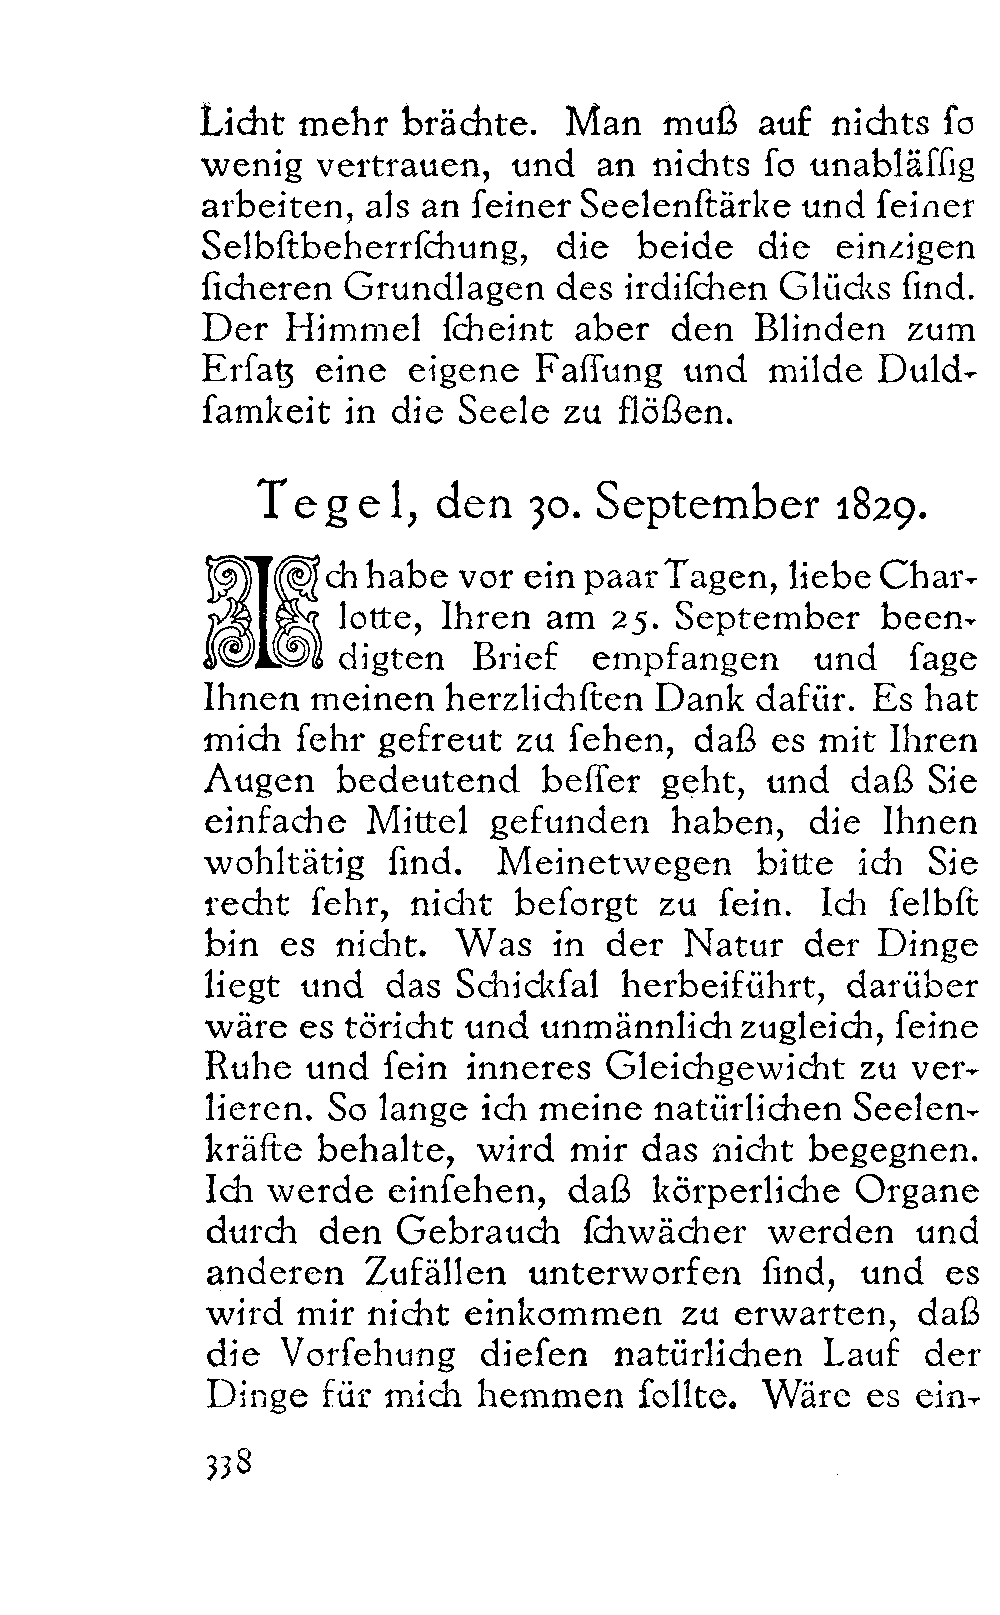 Licht mehr brächte. Man muß auf nichts ſo
wenig vertrauen, und an nichts ſo unabläſſig
arbeiten, als an ſeiner Seelenſtärke und ſeiner
Selbſtbeherrſchung, die beide die einzigen
ſicheren Grundlagen des irdiſchen Glücks ſind.
Der Himmel ſcheint aber den Blinden zum
Erſatz eine eigene Faſſung und milde Duld-
ſamkeit in die Seele zu flößen.
Tegel, den 30. September 1829.
Ich habe vor ein paar Tagen, liebe Char-
lotte, Ihren am 25. September been-
digten Brief empfangen und ſage
Ihnen meinen herzlichſten Dank dafür. Es hat
mich ſehr gefreut zu ſehen, daß es mit Ihren
Augen bedeutend beſſer geht, und daß Sie
einfache Mittel gefunden haben, die Ihnen
wohltätig ſind. Meinetwegen bitte ich Sie
recht ſehr, nicht beſorgt zu ſein. Ich ſelbſt
bin es nicht. Was in der Natur der Dinge
liegt und das Schickſal herbeiführt, darüber
wäre es töricht und unmännlich zugleich, ſeine
Ruhe und ſein inneres Gleichgewicht zu ver-
lieren. So lange ich meine natürlichen Seelen-
kräfte behalte, wird mir das nicht begegnen.
Ich werde einſehen, daß körperliche Organe
durch den Gebrauch ſchwächer werden und
anderen Zufällen unterworfen ſind, und es
wird mir nicht einkommen zu erwarten, daß
die Vorſehung dieſen natürlichen Lauf der
Dinge für mich hemmen ſollte. Wäre es ein-
338